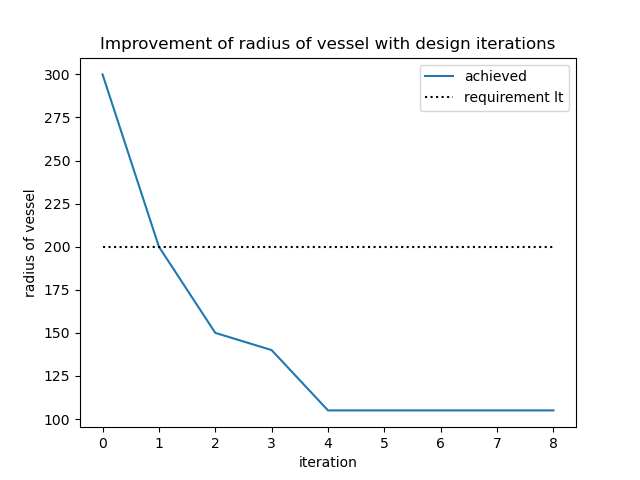 Improvement of radius of vessel with design iterations
achieved
requirement lt
300
275
250
225
200
175
150
125
100
radius of vessel
0 1 2 3 4 5 6 7 8
iteration